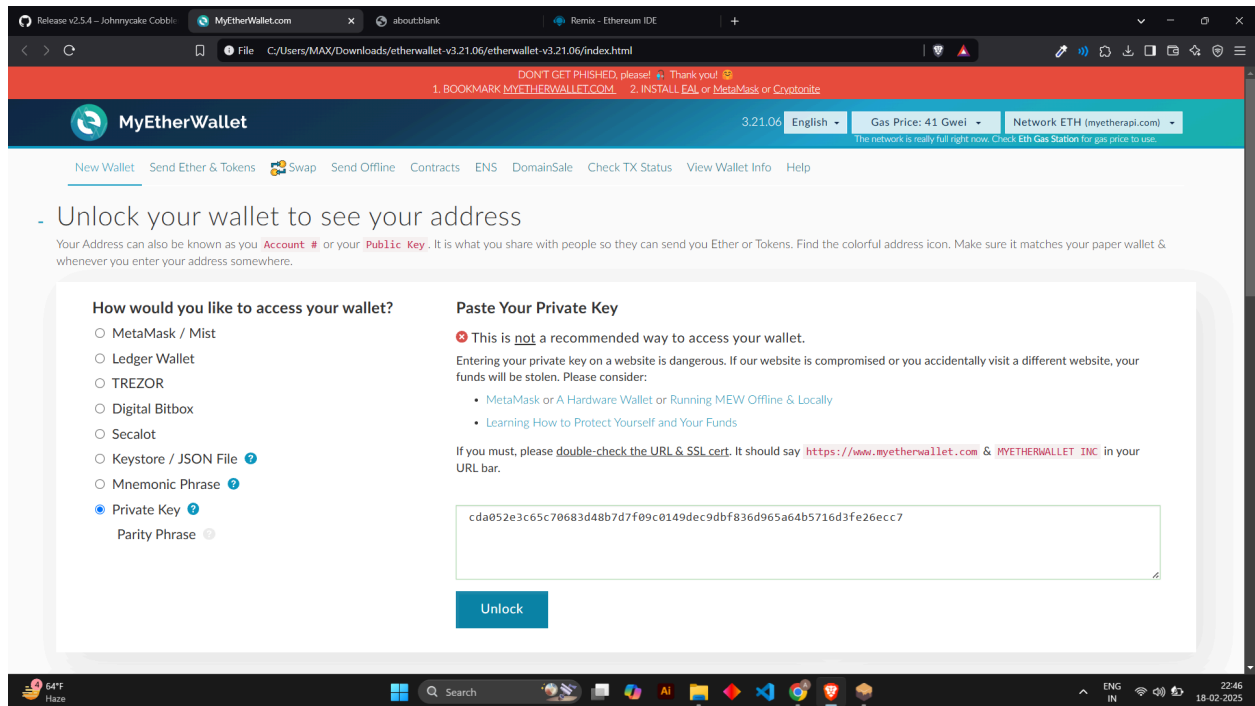 Release v2.5.4 – Johnnycake Cobble
MyEtherWallet.com
about:blank
Remix - Ethereum IDE
File C:/Users/MAX/Downloads/etherwallet-v3.21.06/etherwallet-v3.21.06/index.html
DON'T GET PHISHED, please! Thank you!
1. BOOKMARK MYETHERWALLET.COM 2. INSTALL EAL or MetaMask or Cryptonite
MyEtherWallet
3.21.06 English Gas Price: 41 Gwei Network ETH (myetherapi.com)
The network is really full right now. Check Eth Gas Station for gas price to use.
New Wallet Send Ether & Tokens Swap Send Offline Contracts ENS DomainSale Check TX Status View Wallet Info Help
- Unlock your wallet to see your address
Your Address can also be known as you Account # or your Public Key. It is what you share with people so they can send you Ether or Tokens. Find the colorful address icon. Make sure it matches your paper wallet &
whenever you enter your address somewhere.
How would you like to access your wallet?
MetaMask / Mist
Ledger Wallet
TREZOR
Digital Bitbox
Secalot
Keystore / JSON File ?
Mnemonic Phrase ?
Private Key ?
Parity Phrase ?
Paste Your Private Key
This is not a recommended way to access your wallet.
Entering your private key on a website is dangerous. If our website is compromised or you accidentally visit a different website, your
funds will be stolen. Please consider:
• MetaMask or A Hardware Wallet or Running MEW Offline & Locally
• Learning How to Protect Yourself and Your Funds
If you must, please double-check the URL & SSL cert. It should say https://www.myetherwallet.com & MYETHERWALLET INC in your
URL bar.
cda052e3c65c70683d48b7d7f09c0149dec9dbf836d965a64b5716d3fe26ecc7
Unlock
4
64°F
Haze
Search
Ai
ENG
IN
22:46
18-02-2025